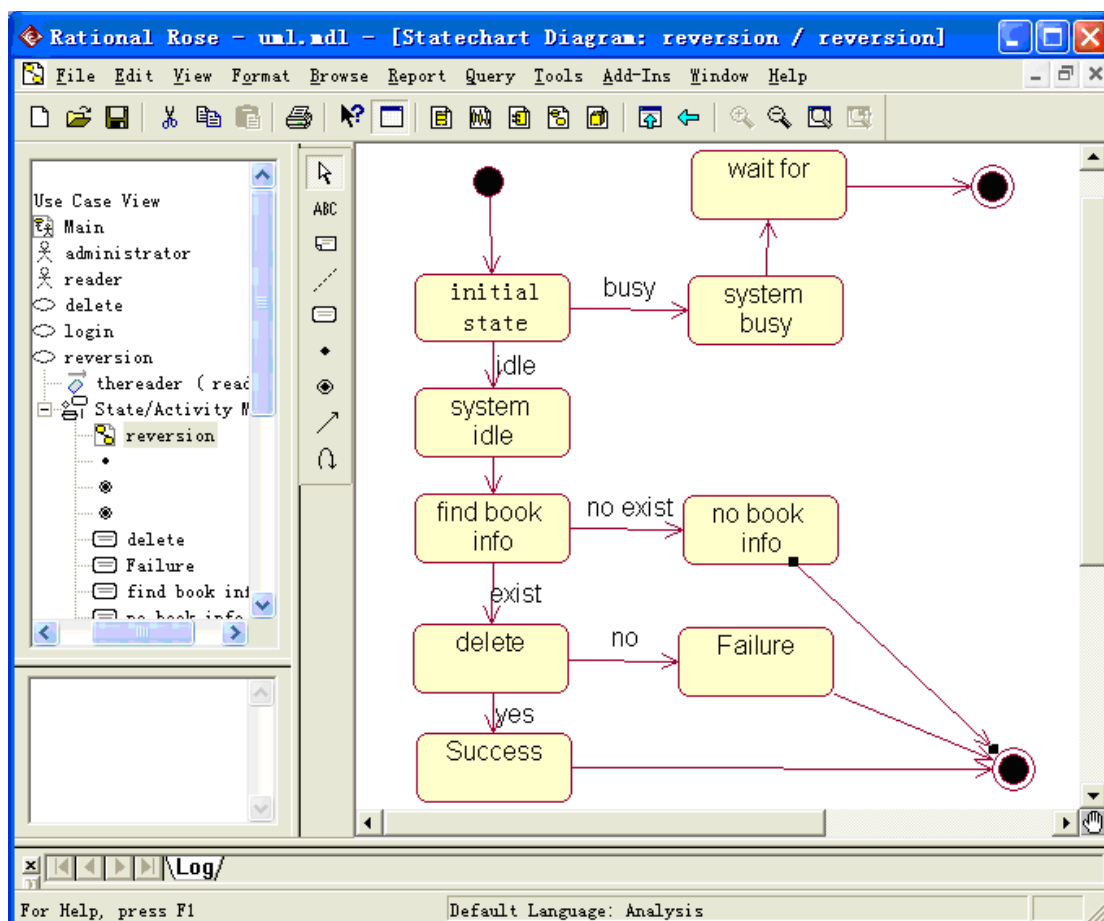 Rational Rose - uml.mdl - [Statechart Diagram: reversion / reversion]
File Edit View Format Browse Report Query Tools Add-Ins Window Help
Use Case View
Main
administrator
reader
delete
login
reversion
thereader ( read
State/Activity M
reversion
delete
Failure
find book inf
no book info
ABC
wait for
initial
state
busy
system
busy
idle
system
idle
find book
info
no exist
no book
info
exist
delete
no
Failure
yes
Success
Log
For Help, press F1
Default Language: Analysis